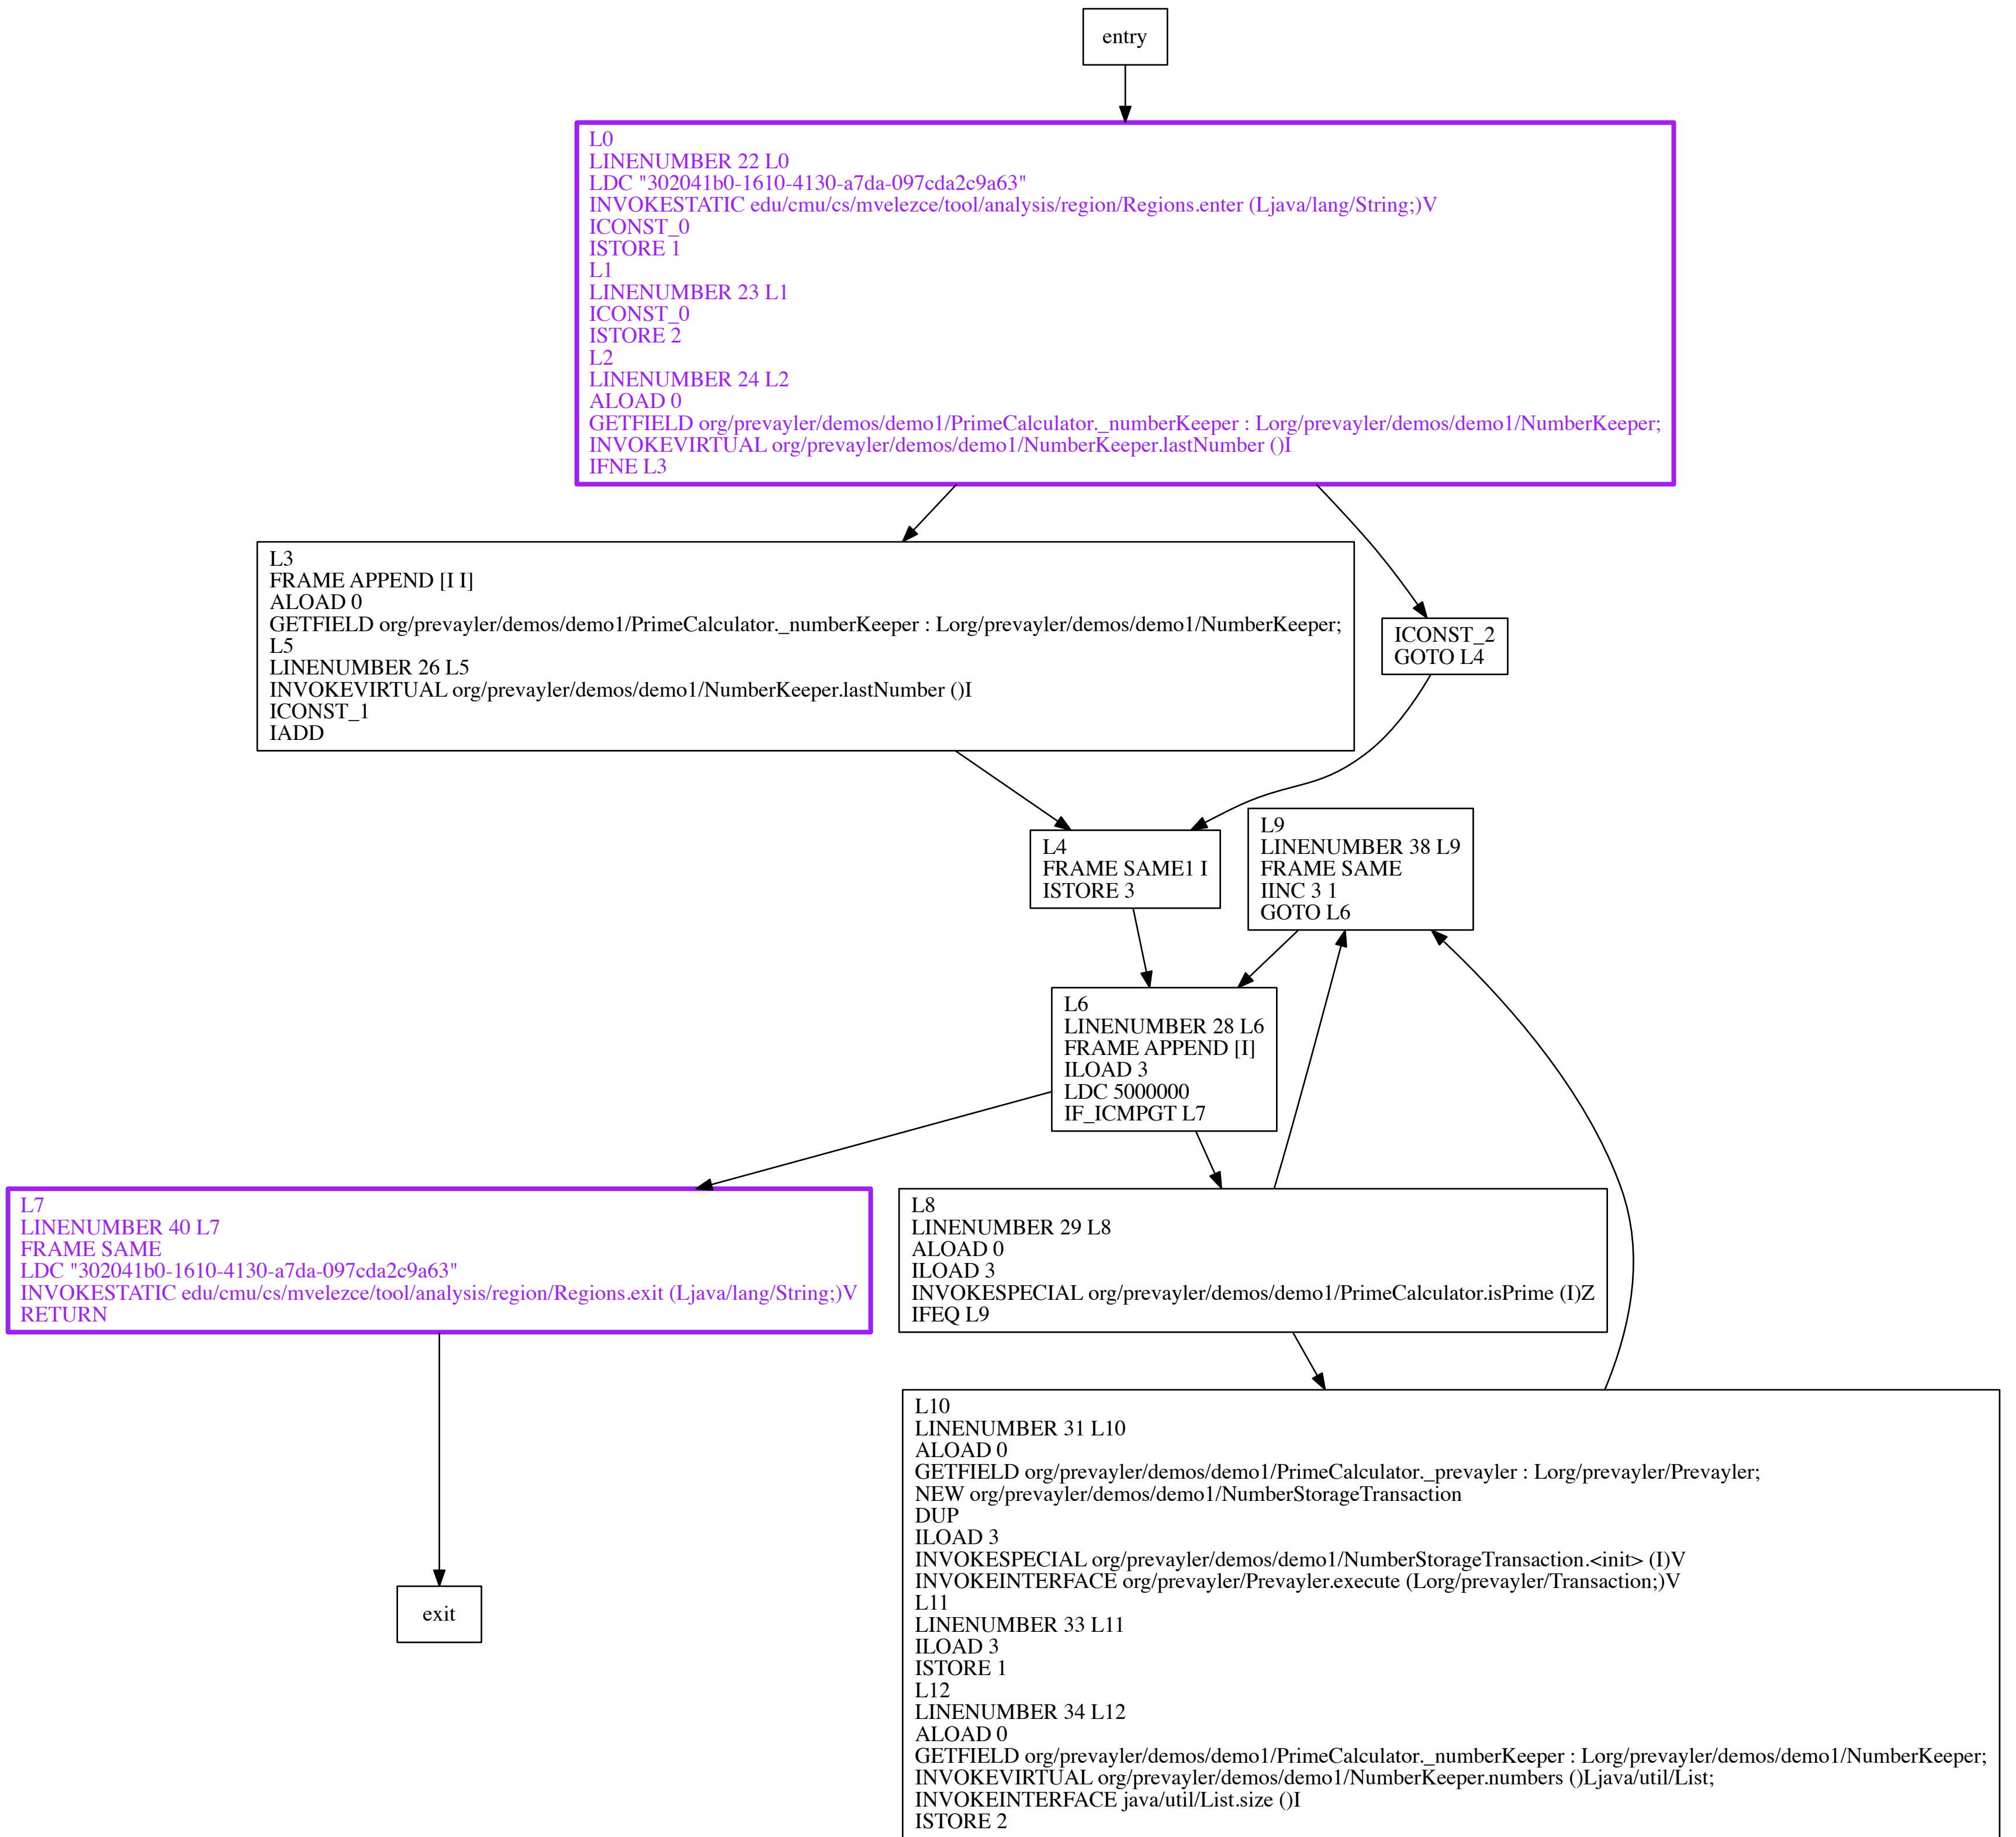 entry
L0
LINENUMBER 22 L0
LDC "302041b0-1610-4130-a7da-097cda2c9a63"
INVOKESTATIC edu/cmu/cs/mvelezce/tool/analysis/region/Regions.enter (Ljava/lang/String;)V
ICONST_0
ISTORE 1
L1
LINENUMBER 23 L1
ICONST_0
ISTORE 2
L2
LINENUMBER 24 L2
ALOAD 0
GETFIELD org/prevayler/demos/demo1/PrimeCalculator._numberKeeper : Lorg/prevayler/demos/demo1/NumberKeeper;
INVOKEVIRTUAL org/prevayler/demos/demo1/NumberKeeper.lastNumber ()I
IFNE L3
L3
FRAME APPEND [I I]
ALOAD 0
GETFIELD org/prevayler/demos/demo1/PrimeCalculator._numberKeeper : Lorg/prevayler/demos/demo1/NumberKeeper;
L5
LINENUMBER 26 L5
INVOKEVIRTUAL org/prevayler/demos/demo1/NumberKeeper.lastNumber ()I
ICONST_1
IADD
ICONST_2
GOTO L4
L4
FRAME SAME1 I
ISTORE 3
L9
LINENUMBER 38 L9
FRAME SAME
IINC 3 1
GOTO L6
L6
LINENUMBER 28 L6
FRAME APPEND [I]
ILOAD 3
LDC 5000000
IF_ICMPGT L7
L7
LINENUMBER 40 L7
FRAME SAME
LDC "302041b0-1610-4130-a7da-097cda2c9a63"
INVOKESTATIC edu/cmu/cs/mvelezce/tool/analysis/region/Regions.exit (Ljava/lang/String;)V
RETURN
L8
LINENUMBER 29 L8
ALOAD 0
ILOAD 3
INVOKESPECIAL org/prevayler/demos/demo1/PrimeCalculator.isPrime (I)Z
IFEQ L9
L10
LINENUMBER 31 L10
ALOAD 0
GETFIELD org/prevayler/demos/demo1/PrimeCalculator._prevayler : Lorg/prevayler/Prevayler;
NEW org/prevayler/demos/demo1/NumberStorageTransaction
DUP
ILOAD 3
INVOKESPECIAL org/prevayler/demos/demo1/NumberStorageTransaction.<init> (I)V
INVOKEINTERFACE org/prevayler/Prevayler.execute (Lorg/prevayler/Transaction;)V
L11
LINENUMBER 33 L11
ILOAD 3
ISTORE 1
L12
LINENUMBER 34 L12
ALOAD 0
GETFIELD org/prevayler/demos/demo1/PrimeCalculator._numberKeeper : Lorg/prevayler/demos/demo1/NumberKeeper;
INVOKEVIRTUAL org/prevayler/demos/demo1/NumberKeeper.numbers ()Ljava/util/List;
INVOKEINTERFACE java/util/List.size ()I
ISTORE 2
exit